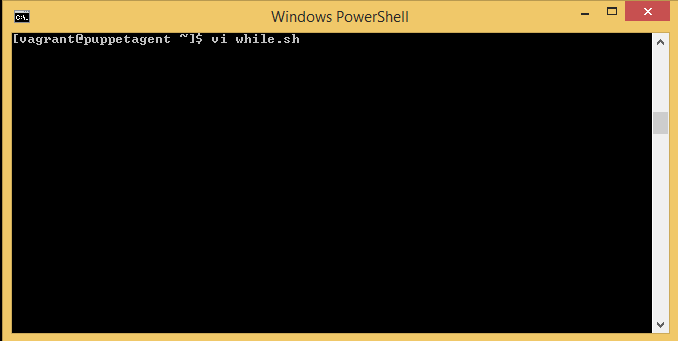 Windows PowerShell
[vagrant@puppetagent ~]$ vi while.sh